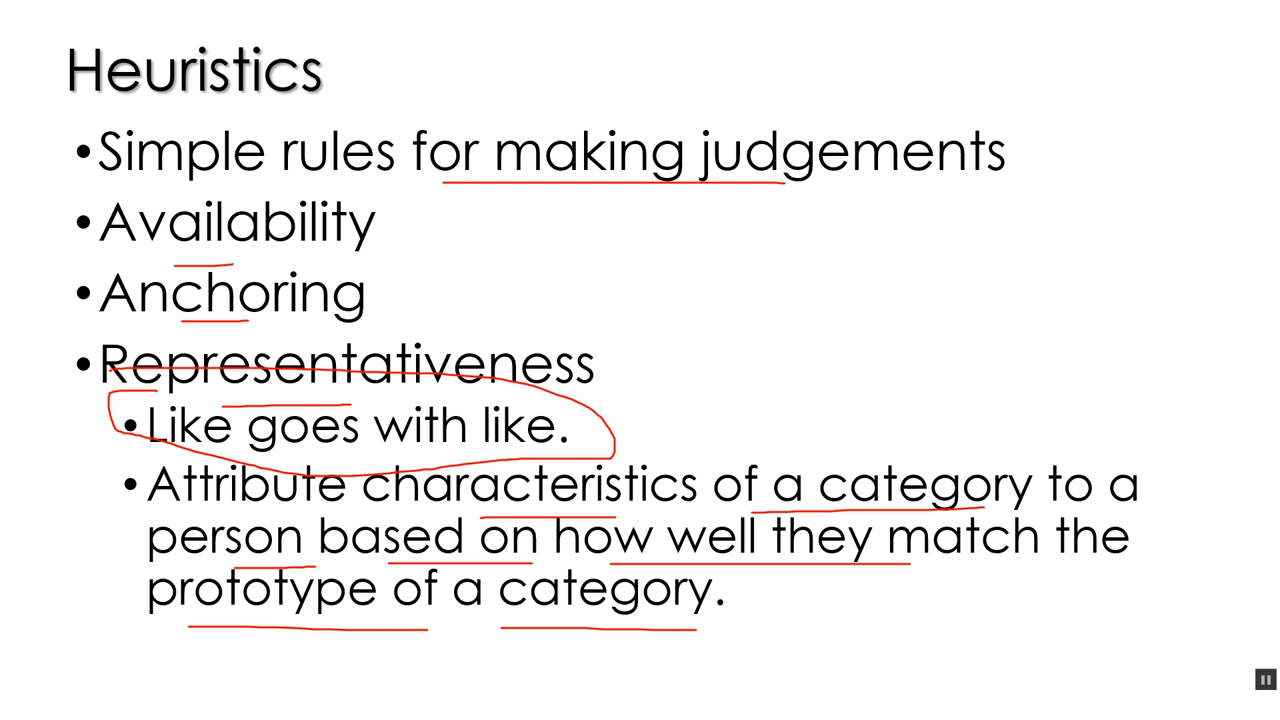 Heuristics
•Simple rules for making judgements
•Availability
•Anchoring
•Representativeness
•Like goes with like.
•Attribute characteristics of a category to a
person based on how well they match the
prototype of a category.